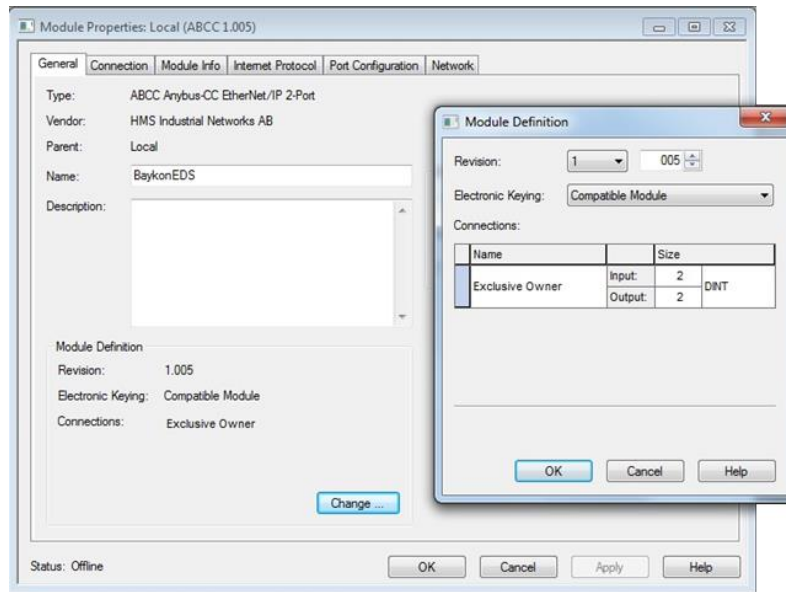 Module Properties: Local (ABCC 1.005)
General Connection Module Info Internet Protocol Port Configuration Network
Type: ABCC Anybus-CC EtherNet/IP 2-Port
Vendor: HMS Industrial Networks AB
Parent: Local
Name: BaykonEDS
Description:
Module Definition
Revision: 1.005
Electronic Keying: Compatible Module
Connections: Exclusive Owner
Change ...
Status: Offline
OK Cancel Apply Help
Module Definition
Revision: 1 005
Electronic Keying: Compatible Module
Connections:
Name Size
Exclusive Owner Input: 2 DINT
Output: 2
OK Cancel Help